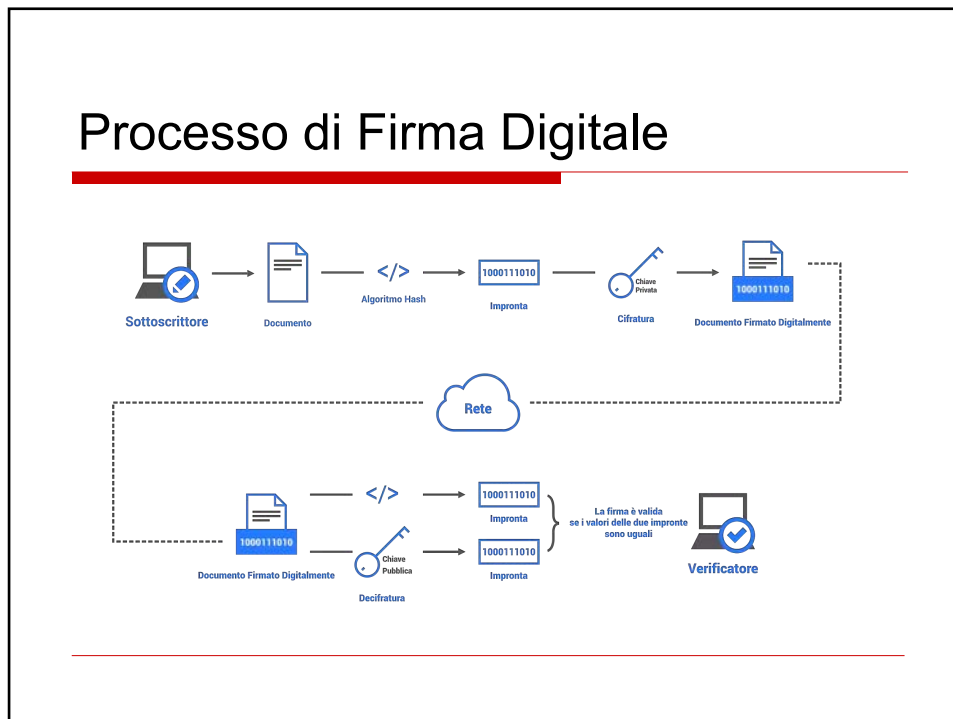 Processo di Firma Digitale
Sottoscrittore
Documento
</>
Algoritmo Hash
1000111010
Impronta
Chiave
Privata
Cifratura
1000111010
Documento Firmato Digitalmente
Rete
1000111010
Documento Firmato Digitalmente
</>
Chiave
Pubblica
Decifratura
1000111010
Impronta
1000111010
Impronta
La firma è valida
se i valori delle due impronte
sono uguali
Verificatore